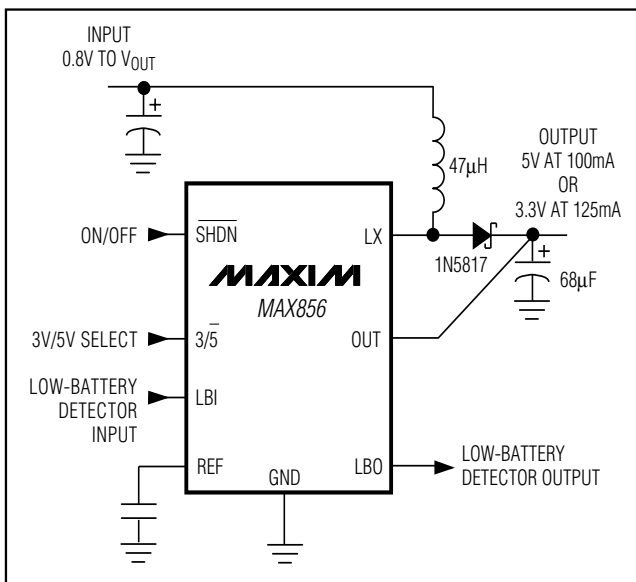 INPUT
0.8V TO VOUT
+
47µH
OUTPUT
5V AT 100mA
OR
3.3V AT 125mA
ON/OFF
SHDN
LX
1N5817
+
68µF
MAXIM
MAX856
3V/5V SELECT
3/5
OUT
LOW-BATTERY
DETECTOR
INPUT
LBI
REF
GND
LBO
LOW-BATTERY
DETECTOR OUTPUT